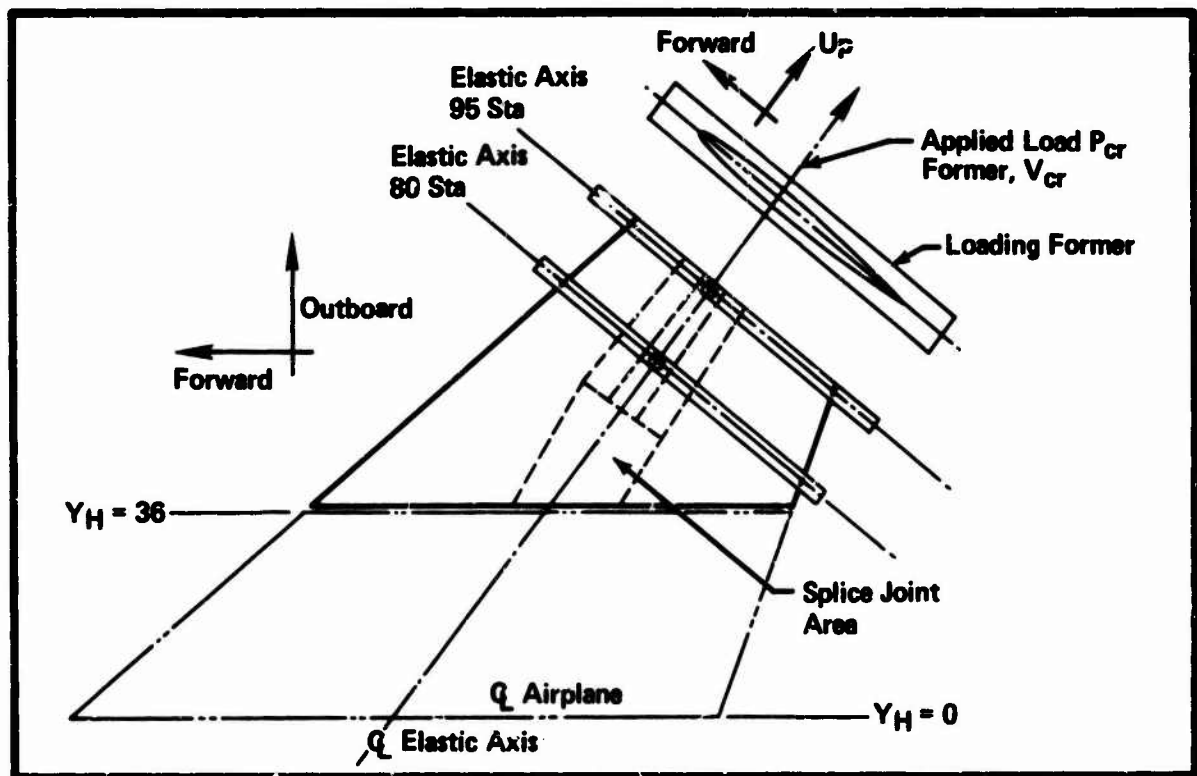 Forward
Up
Elastic Axis
95 Sta
Applied Load Pcr
Former, Vcr
Elastic Axis
80 Sta
Loading Former
Outboard
Forward
YH = 36
Splice Joint
Area
℄ Airplane
YH = 0
℄ Elastic Axis